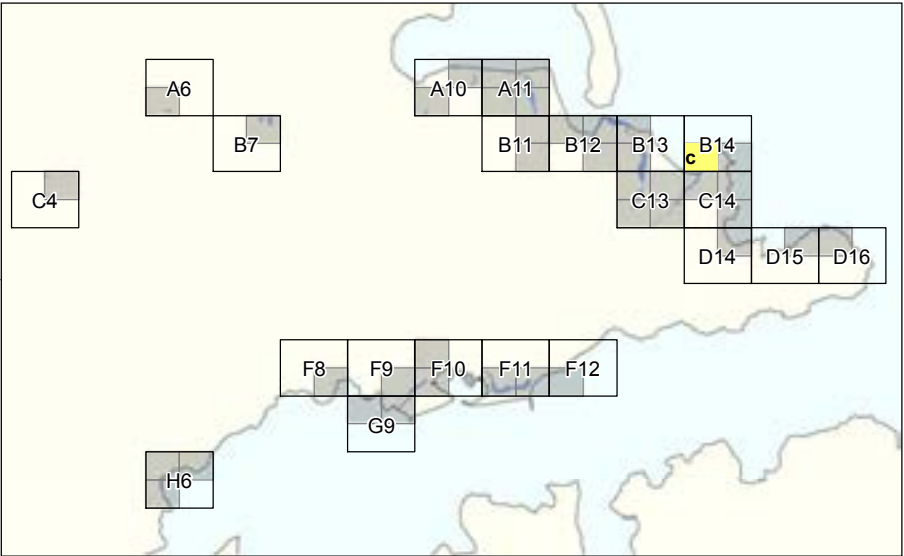 A6 A10 A11
B7 B11 B12 B13 B14
c
C4 C13 C14
D14 D15 D16
F8 F9 F10 F11 F12
G9
H6